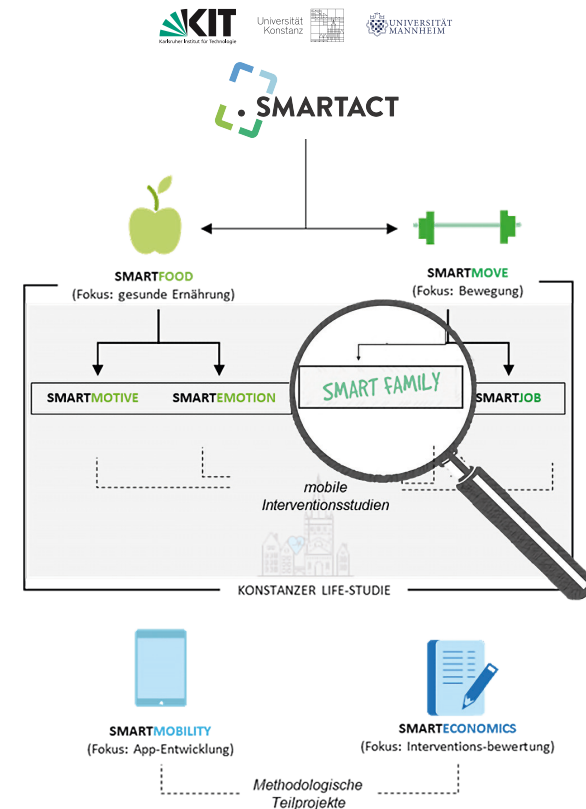 KIT
Karlsruher Institut für Technologie
Universität
Konstanz
UNIVERSITÄT
MANNHEIM
SMARTACT
SMARTFOOD
(Fokus: gesunde Ernährung)
SMARTMOVE
(Fokus: Bewegung)
SMARTMOTIVE
SMARTEMOTION
SMART FAMILY
SMARTJOB
mobile
Interventionsstudien
KONSTANZER LIFE-STUDIE
SMARTMOBILITY
(Fokus: App-Entwicklung)
SMARTECONOMICS
(Fokus: Interventions-bewertung)
Methodologische
Teilprojekte